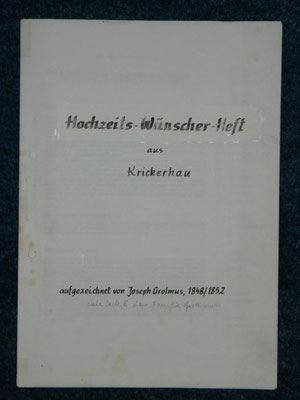 Hochzeits-Wünscher-Heft
aus
Krickerhau
aufgezeichnet von Joseph Grolmus, 1848/1852